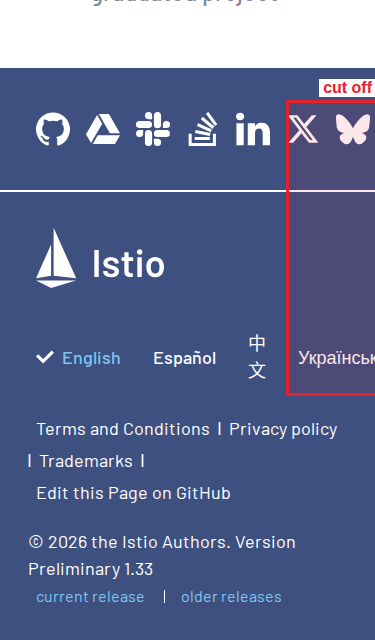 graduated project
cut off
Istio
English Español 中文 Українськ
Terms and Conditions | Privacy policy
| Trademarks |
Edit this Page on GitHub
© 2026 the Istio Authors. Version
Preliminary 1.33
current release | older releases